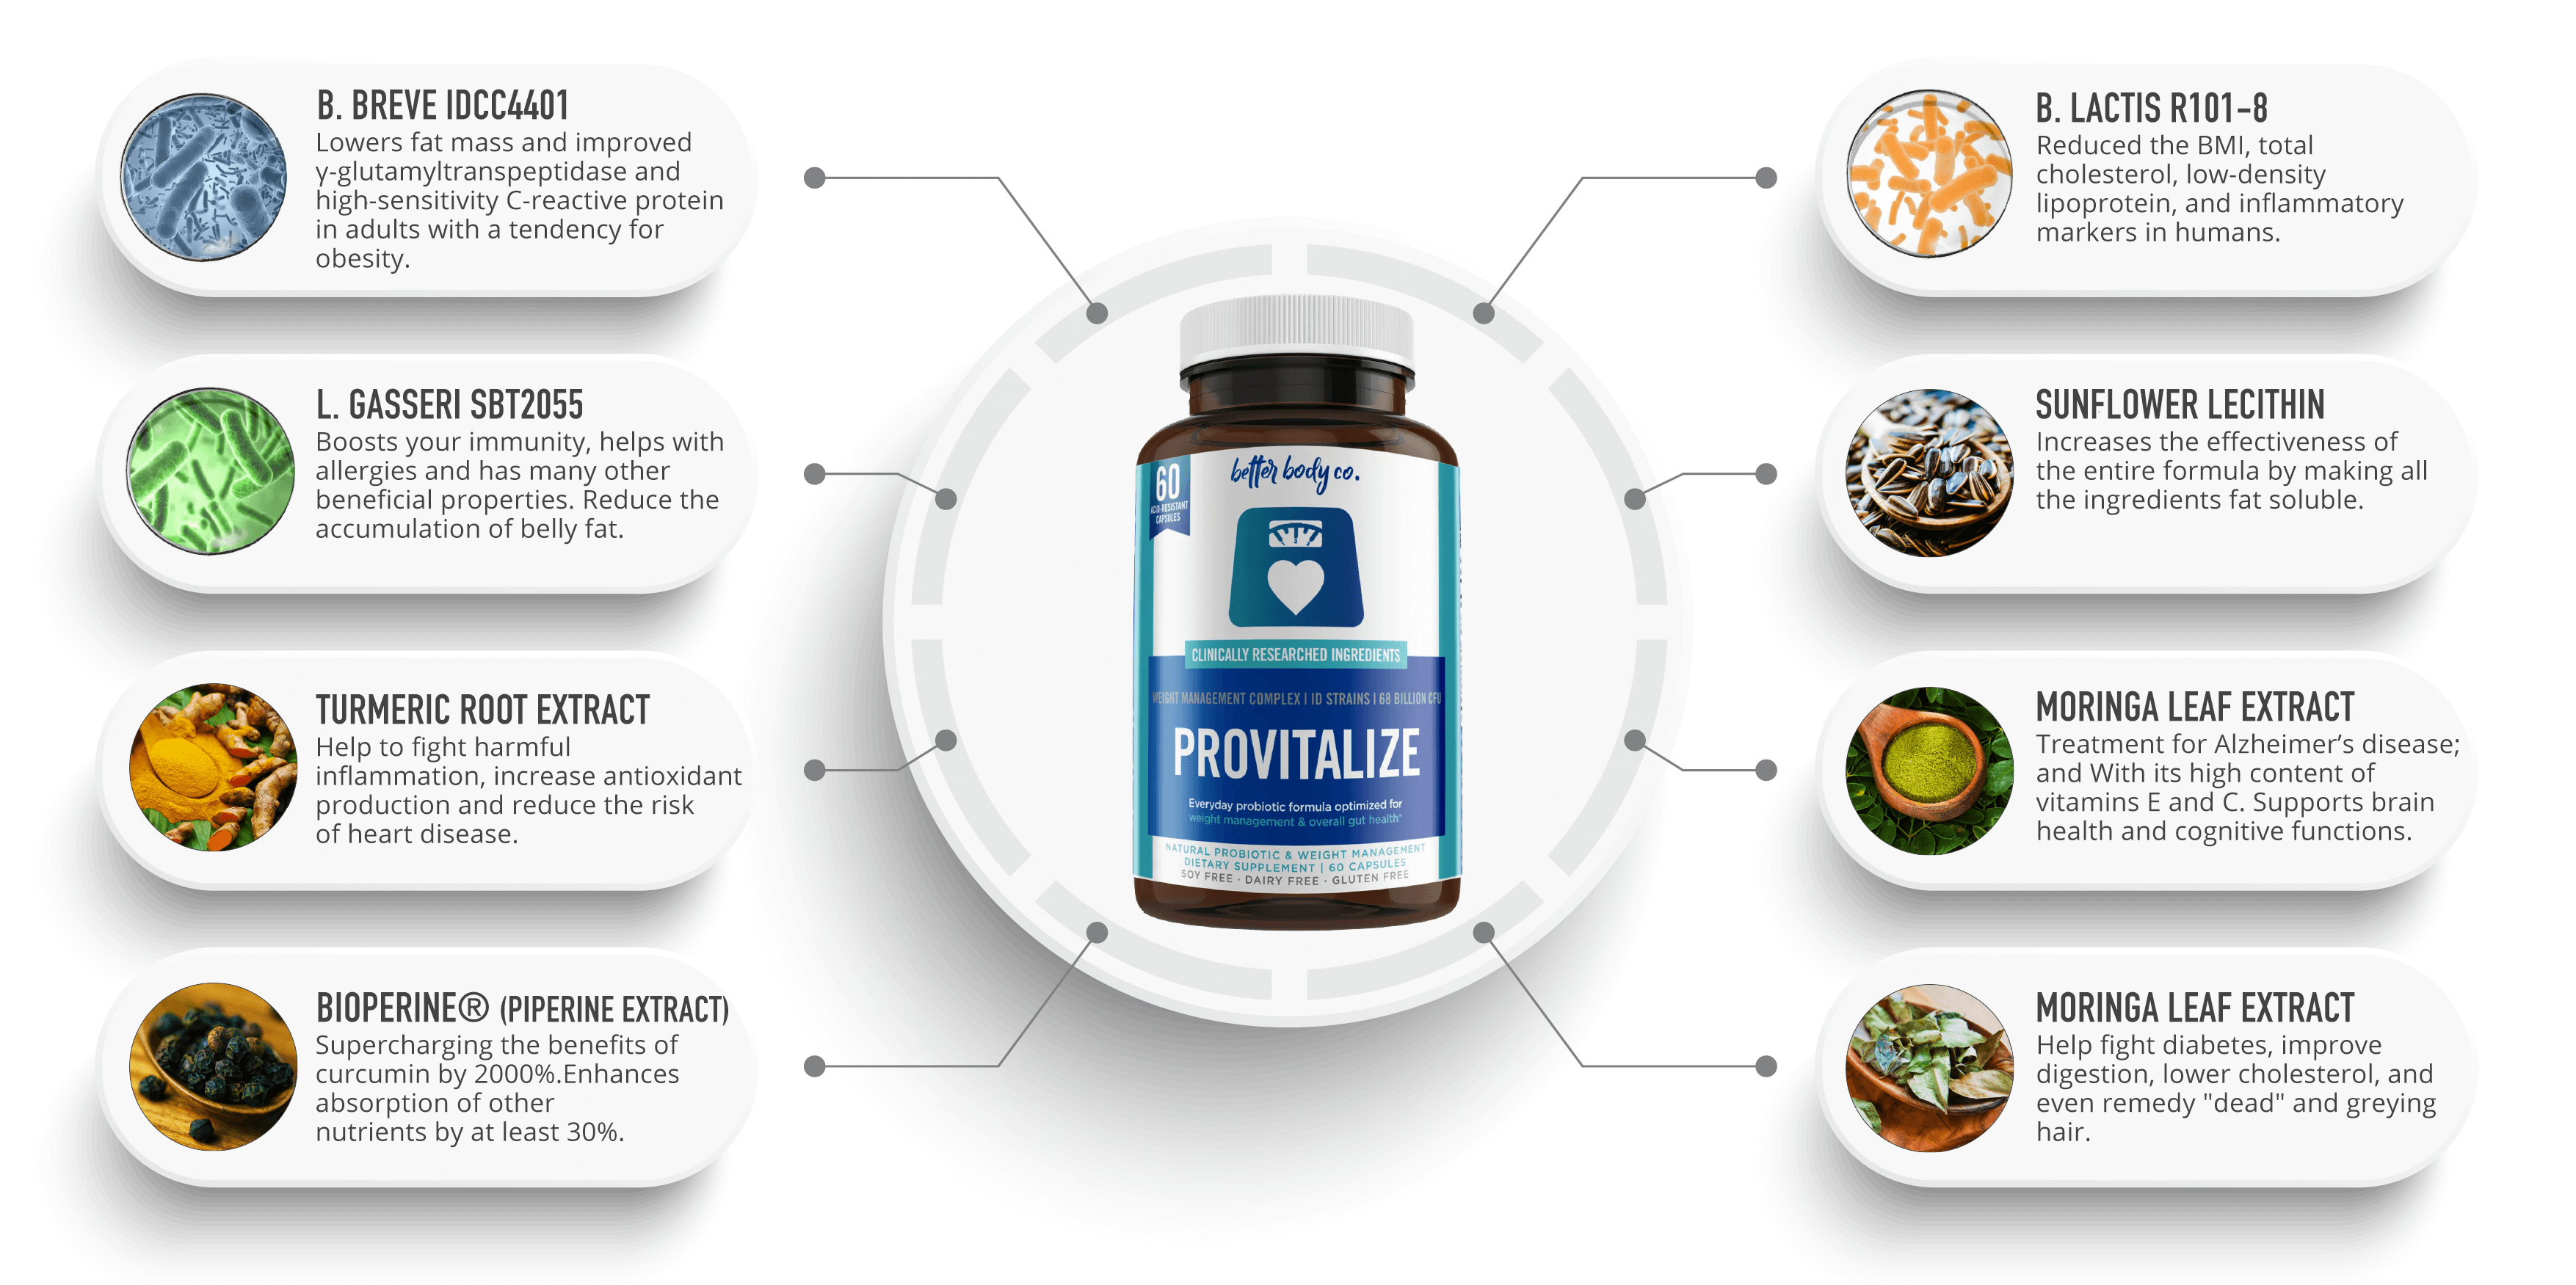 B. BREVE IDCC4401
Lowers fat mass and improved
γ-glutamyltranspeptidase and
high-sensitivity C-reactive protein
in adults with a tendency for
obesity.
L. GASSERI SBT2055
Boosts your immunity, helps with
allergies and has many other
beneficial properties. Reduce the
accumulation of belly fat.
TURMERIC ROOT EXTRACT
Help to fight harmful
inflammation, increase antioxidant
production and reduce the risk
of heart disease.
BIOPERINE® (PIPERINE EXTRACT)
Supercharging the benefits of
curcumin by 2000%.Enhances
absorption of other
nutrients by at least 30%.
60
ACID-RESISTANT
CAPSULES
better body co.
CLINICALLY RESEARCHED INGREDIENTS
WEIGHT MANAGEMENT COMPLEX | ID STRAINS | 68 BILLION CFU
PROVITALIZE
Everyday probiotic formula optimized for
weight management & overall gut health*
NATURAL PROBIOTIC & WEIGHT MANAGEMENT
DIETARY SUPPLEMENT | 60 CAPSULES
SOY FREE · DAIRY FREE · GLUTEN FREE
B. LACTIS R101-8
Reduced the BMI, total
cholesterol, low-density
lipoprotein, and inflammatory
markers in humans.
SUNFLOWER LECITHIN
Increases the effectiveness of
the entire formula by making all
the ingredients fat soluble.
MORINGA LEAF EXTRACT
Treatment for Alzheimer’s disease;
and With its high content of
vitamins E and C. Supports brain
health and cognitive functions.
MORINGA LEAF EXTRACT
Help fight diabetes, improve
digestion, lower cholesterol, and
even remedy "dead" and greying
hair.